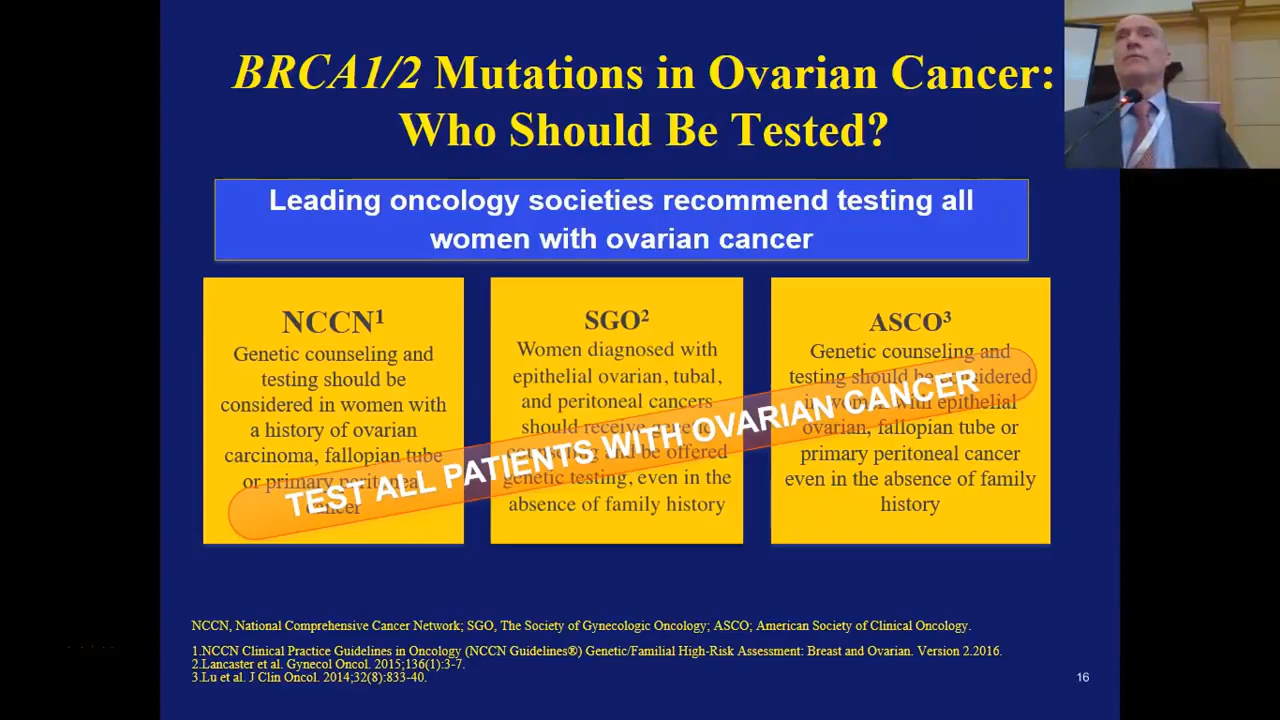 BRCA1/2 Mutations in Ovarian Cancer:
Who Should Be Tested?
Leading oncology societies recommend testing all
women with ovarian cancer
NCCN¹
Genetic counseling and
testing should be
considered in women with
a history of ovarian
carcinoma, fallopian tube
or primary peritoneal
cancer
SGO²
Women diagnosed with
epithelial ovarian, tubal,
and peritoneal cancers
should receive genetic
counseling and be offered
genetic testing, even in the
absence of family history
ASCO³
Genetic counseling and
testing should be considered
in women with epithelial
ovarian, fallopian tube or
primary peritoneal cancer
even in the absence of family
history
TEST ALL PATIENTS WITH OVARIAN CANCER
NCCN, National Comprehensive Cancer Network; SGO, The Society of Gynecologic Oncology; ASCO; American Society of Clinical Oncology.
1.NCCN Clinical Practice Guidelines in Oncology (NCCN Guidelines®) Genetic/Familial High-Risk Assessment: Breast and Ovarian. Version 2.2016.
2.Lancaster et al. Gynecol Oncol. 2015;136(1):3-7.
3.Lu et al. J Clin Oncol. 2014;32(8):833-40.
16